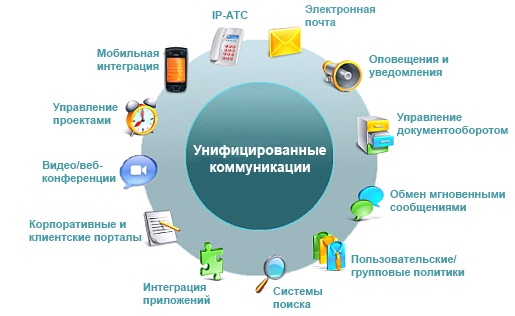 IP-АТС
Электронная
почта
Оповещения и
уведомления
Управление
документооборотом
Обмен мгновенными
сообщениями
Пользовательские/
групповые политики
Системы
поиска
Интеграция
приложений
Корпоративные и
клиентские порталы
Видео/веб-
конференции
Управление
проектами
Мобильная
интеграция
Унифицированные
коммуникации